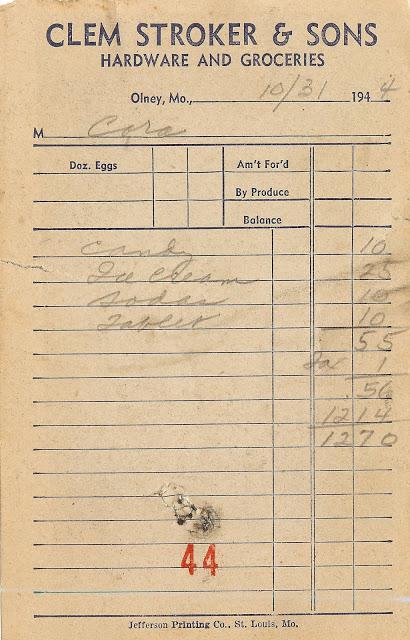 CLEM STROKER & SONS
HARDWARE AND GROCERIES
Olney, Mo., 10/31 1944
M Cora
Doz. Eggs Am't For'd
By Produce
Balance
candy 10
Ice Cream 25
sodas 10
Tablet 10
55
Tax 1
.56
1214
1270
44
Jefferson Printing Co., St. Louis, Mo.